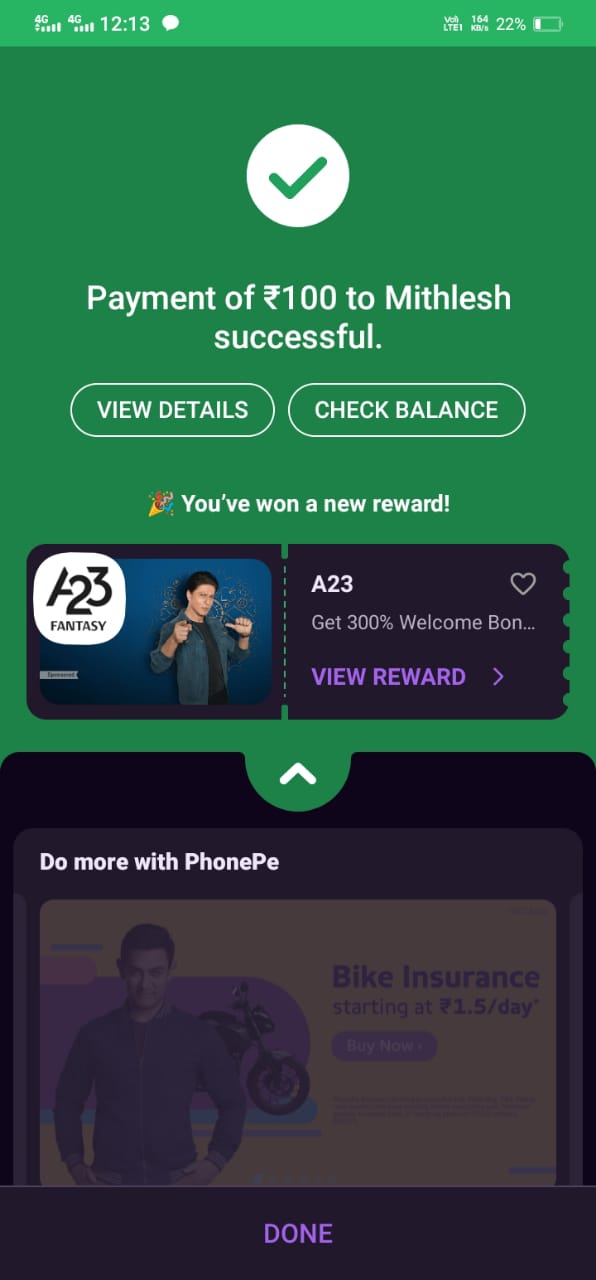 4G 4G 12:13 Vo) LTE1 164 KB/s 22%
Payment of ₹100 to Mithlesh
successful.
VIEW DETAILS CHECK BALANCE
🎉 You’ve won a new reward!
A23
FANTASY
Sponsored
A23
Get 300% Welcome Bon…
VIEW REWARD
Do more with PhonePe
Bike Insurance
starting at ₹1.5/day*
Buy Now ›
DONE